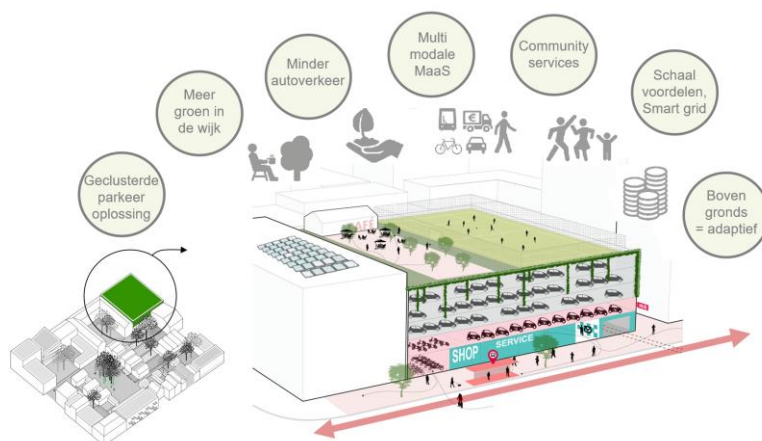 Multi
modale
MaaS
Community
services
Minder
autoverkeer
Schaal
voordelen,
Smart grid
Meer
groen in
de wijk
Geclusterde
parkeer
oplossing
Boven
gronds
= adaptief
SHOP
SERVICE